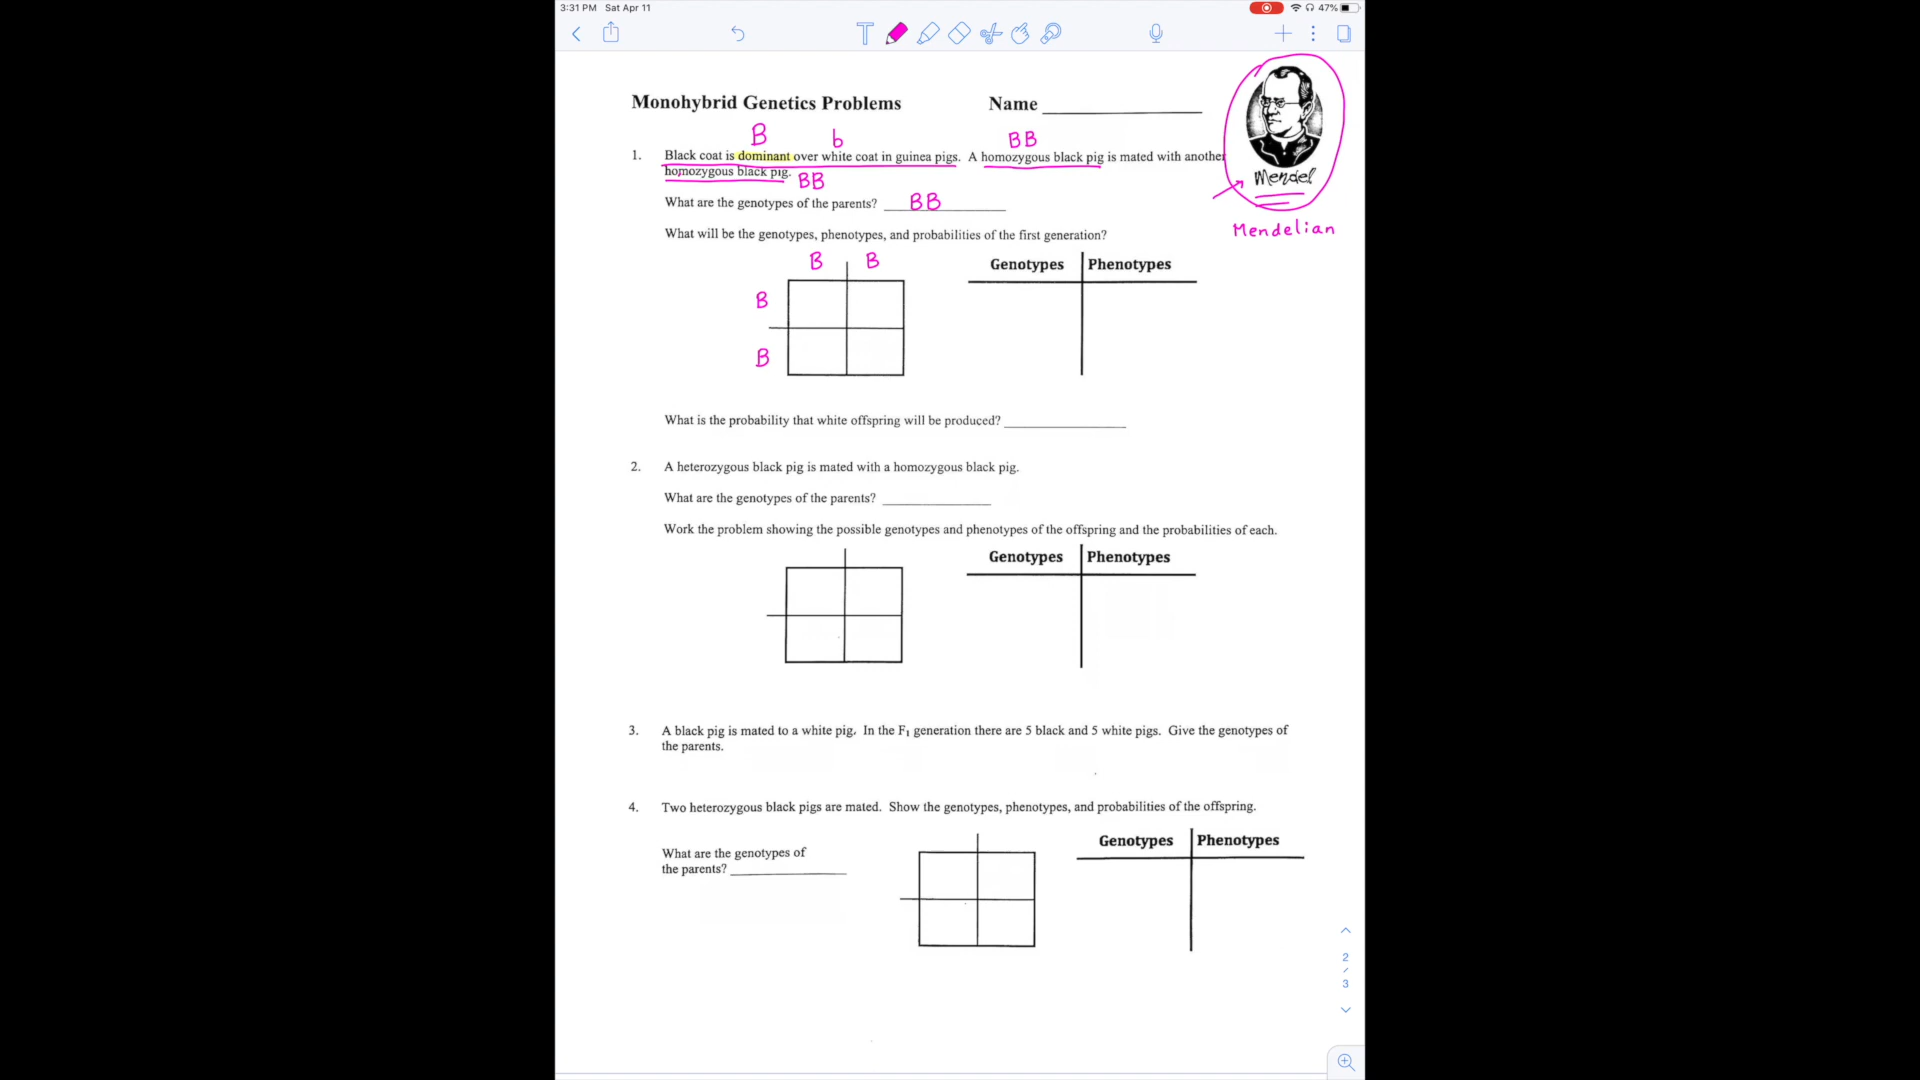 3:31 PM Sat Apr 11
47%
Monohybrid Genetics Problems Name
B b BB
1. Black coat is dominant over white coat in guinea pigs. A homozygous black pig is mated with another
homozygous black pig. BB
Mendel
What are the genotypes of the parents? BB
Mendelian
What will be the genotypes, phenotypes, and probabilities of the first generation?
B B
Genotypes Phenotypes
B
B
What is the probability that white offspring will be produced?
2. A heterozygous black pig is mated with a homozygous black pig.
What are the genotypes of the parents?
Work the problem showing the possible genotypes and phenotypes of the offspring and the probabilities of each.
Genotypes Phenotypes
3. A black pig is mated to a white pig. In the F₁ generation there are 5 black and 5 white pigs. Give the genotypes of
the parents.
4. Two heterozygous black pigs are mated. Show the genotypes, phenotypes, and probabilities of the offspring.
Genotypes Phenotypes
What are the genotypes of
the parents?
2
/
3